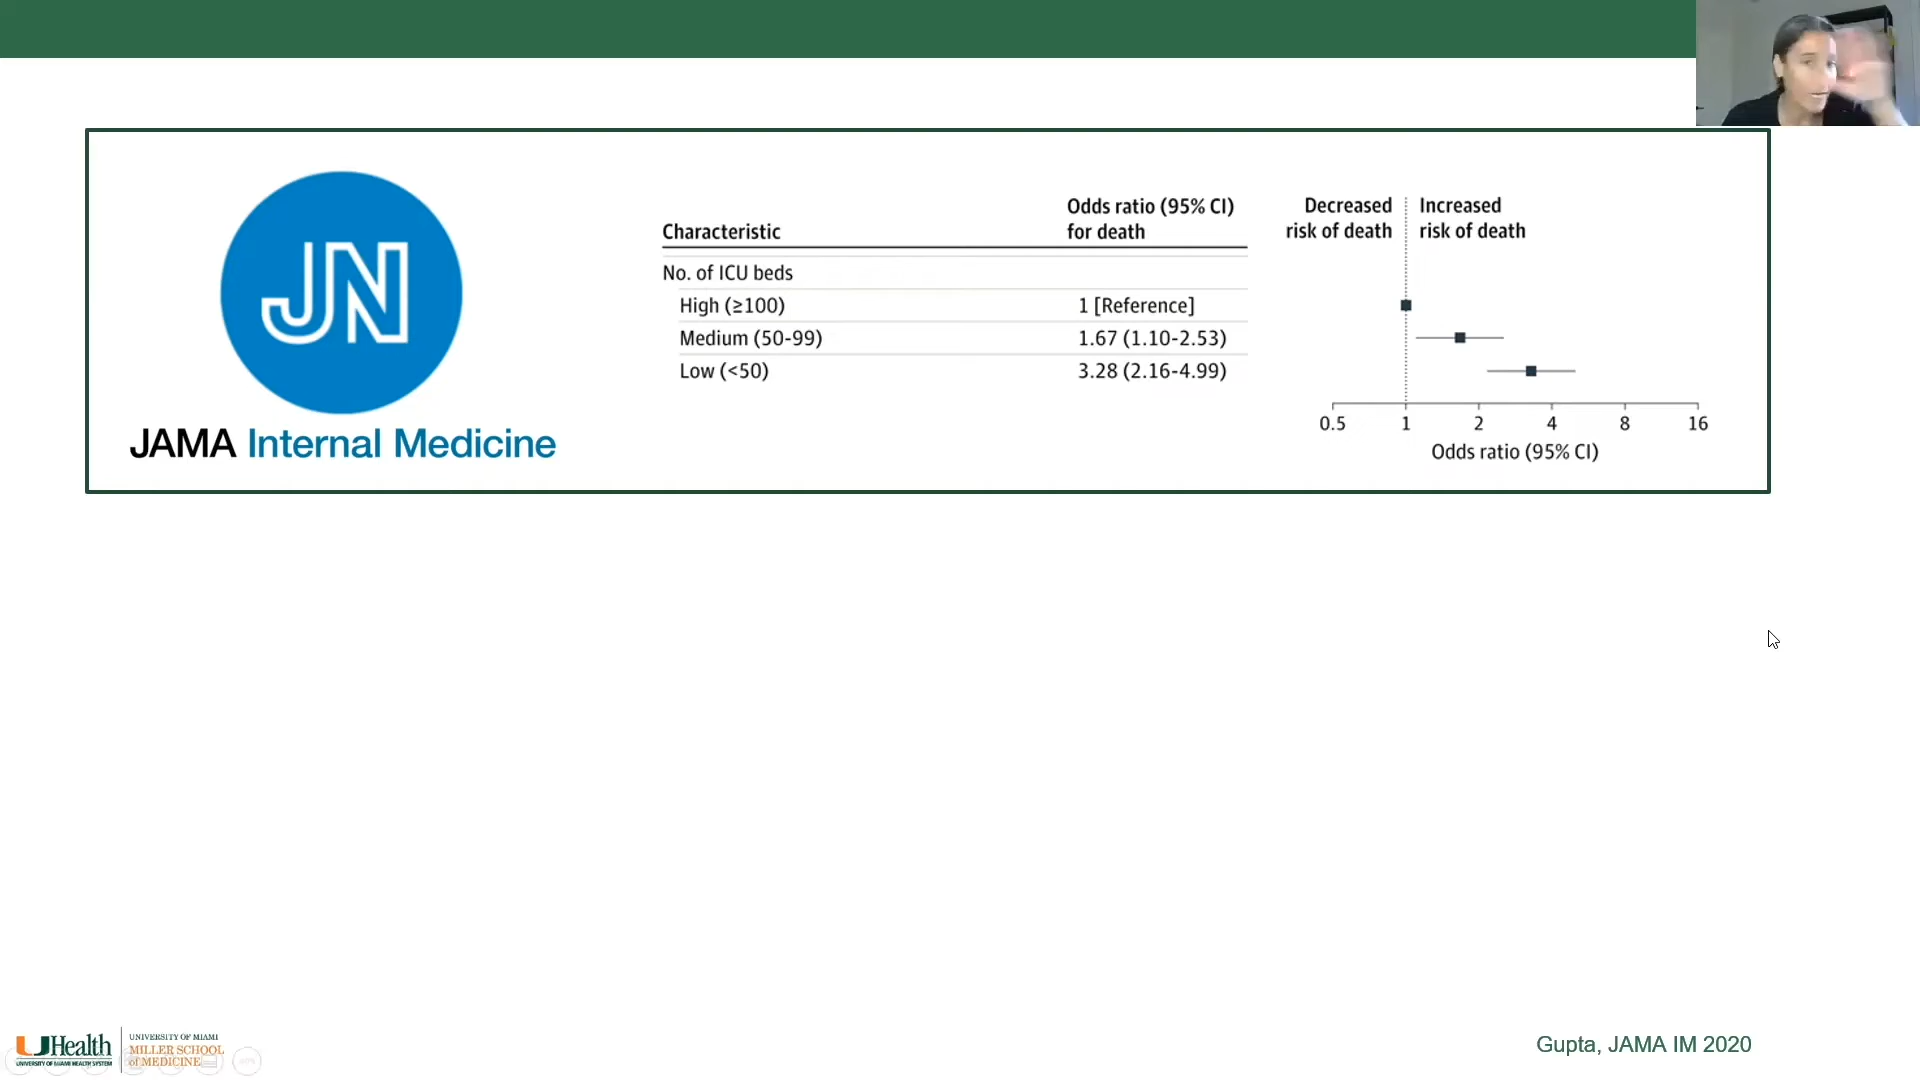 JN
JAMA Internal Medicine
Characteristic
Odds ratio (95% CI)
for death
No. of ICU beds
High (≥100) 1 [Reference]
Medium (50-99) 1.67 (1.10-2.53)
Low (<50) 3.28 (2.16-4.99)
Decreased
risk of death
Increased
risk of death
0.5 1 2 4 8 16
Odds ratio (95% CI)
UHealth
UNIVERSITY OF MIAMI HEALTH SYSTEM
UNIVERSITY OF MIAMI
MILLER SCHOOL
of MEDICINE
Gupta, JAMA IM 2020